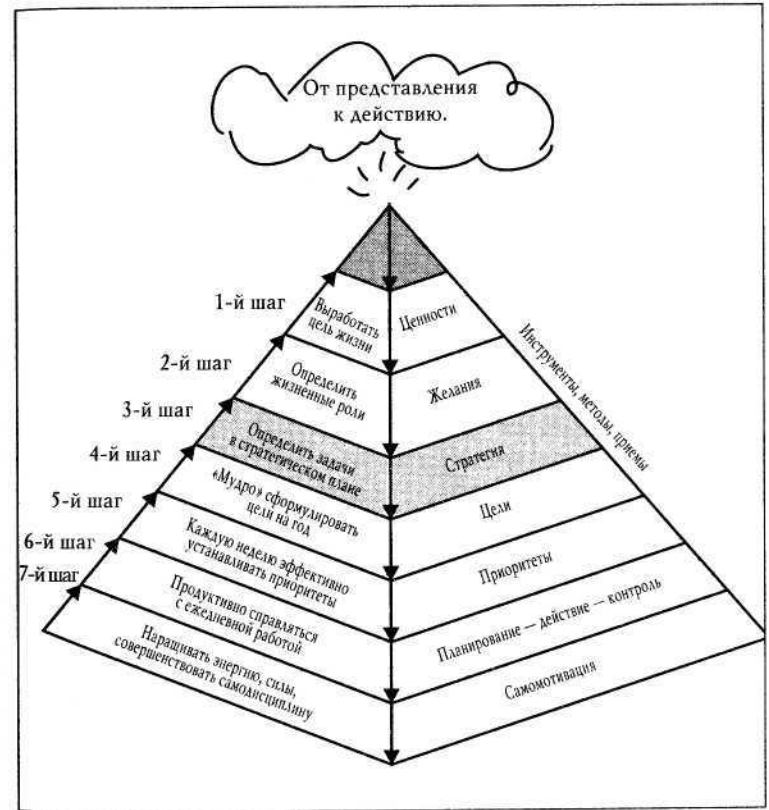 От представления
к действию.
1-й шаг
Выработать
цель жизни
Ценности
2-й шаг
Определить
жизненные роли
Желания
3-й шаг
Определить задачи
в стратегическом плане
Стратегия
4-й шаг
«Мудро» сформулировать
цели на год
Цели
5-й шаг
Каждую неделю эффективно
устанавливать приоритеты
Приоритеты
6-й шаг
Продуктивно справляться
с ежедневной работой
Планирование — действие — контроль
7-й шаг
Наращивать энергию, силы,
совершенствовать самодисциплину
Самомотивация
Инструменты, методы, приемы